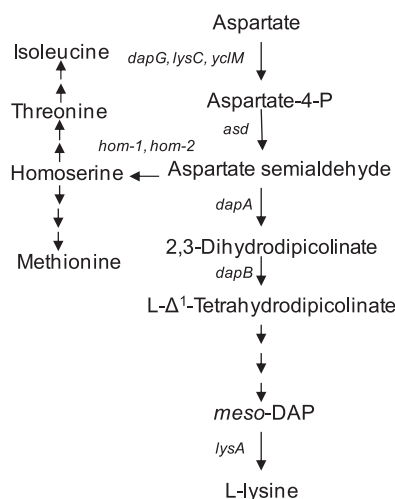 Aspartate
Isoleucine
dapG, lysC, yclM
Aspartate-4-P
Threonine
asd
hom-1, hom-2
Homoserine
Aspartate semialdehyde
dapA
2,3-Dihydrodipicolinate
Methionine
dapB
L-Δ¹-Tetrahydrodipicolinate
meso-DAP
lysA
L-lysine